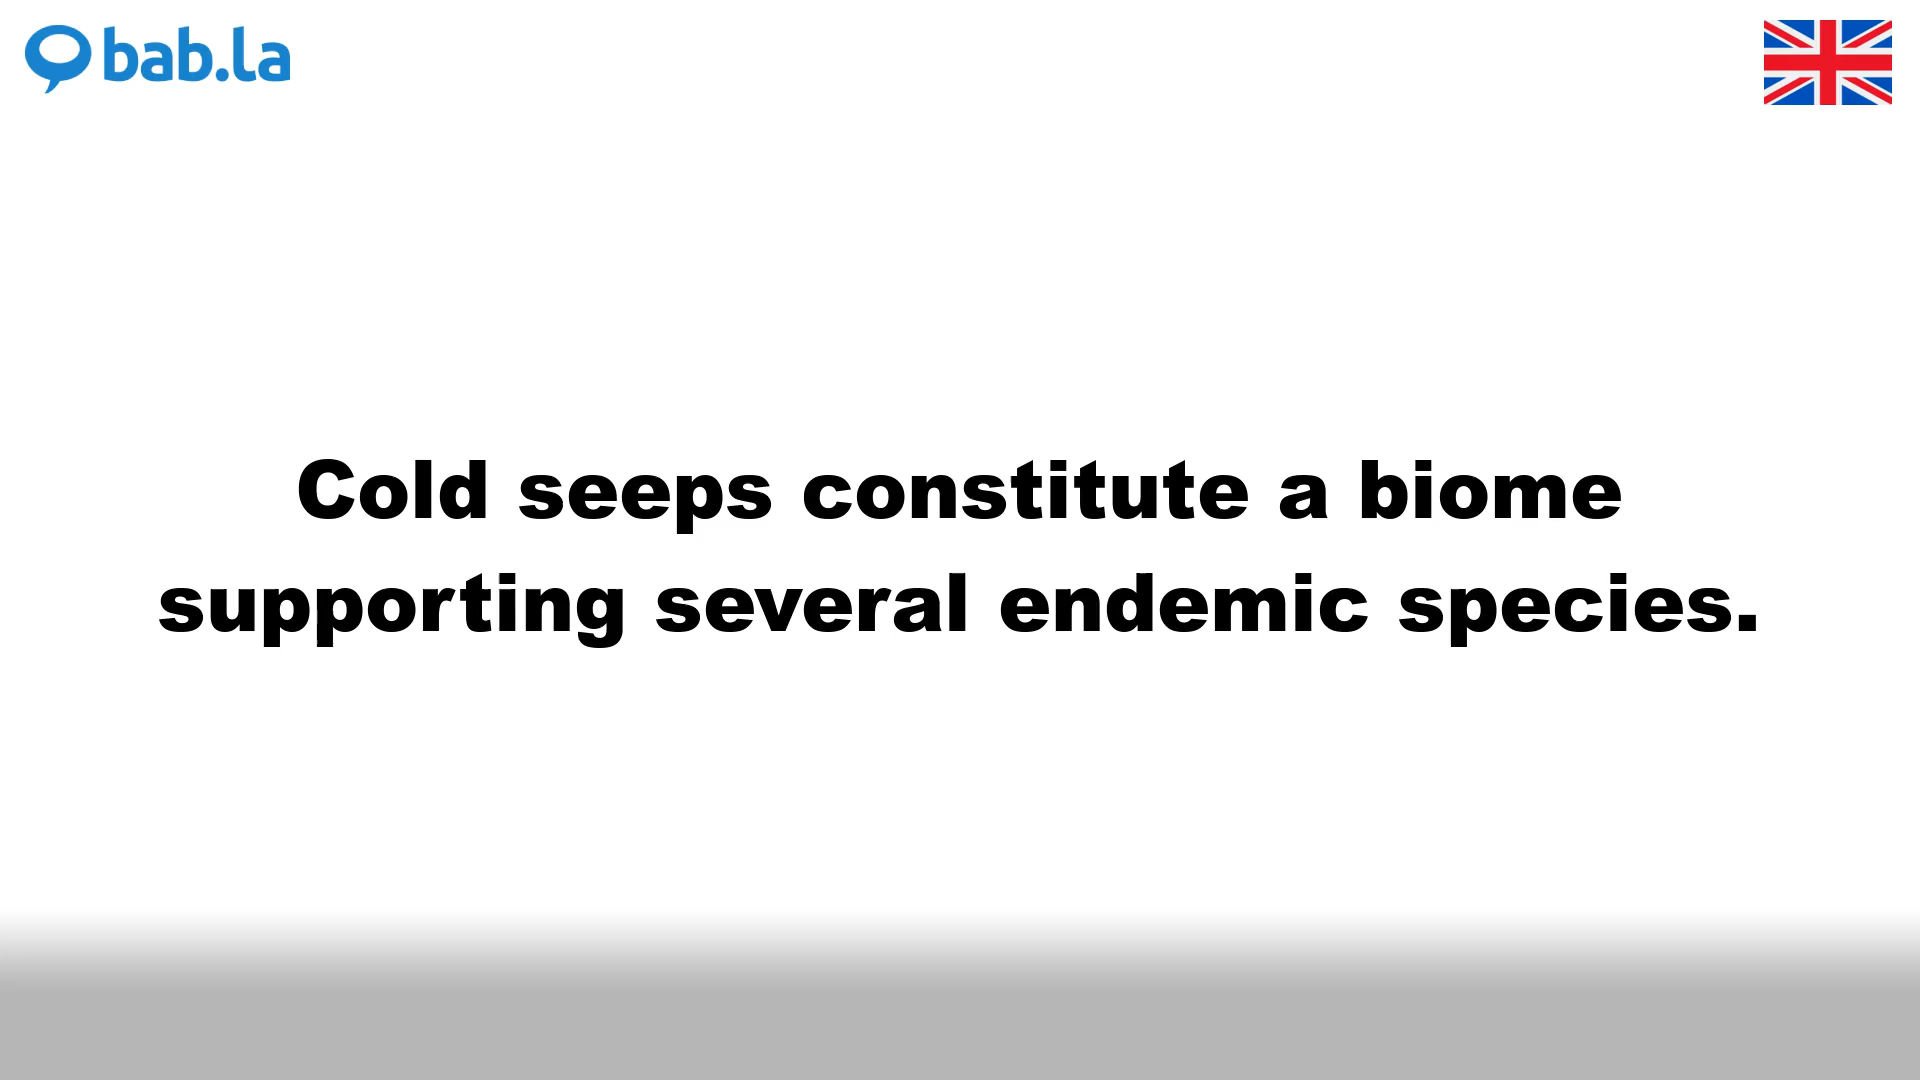 bab.la
Cold seeps constitute a biome
supporting several endemic species.